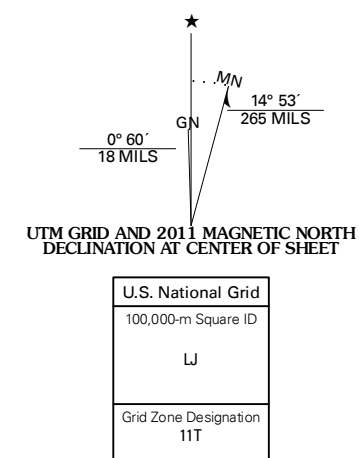 ★
MN
GN
14° 53´
265 MILS
0° 60´
18 MILS
UTM GRID AND 2011 MAGNETIC NORTH
DECLINATION AT CENTER OF SHEET
U.S. National Grid
100,000-m Square ID
LJ
Grid Zone Designation
11T